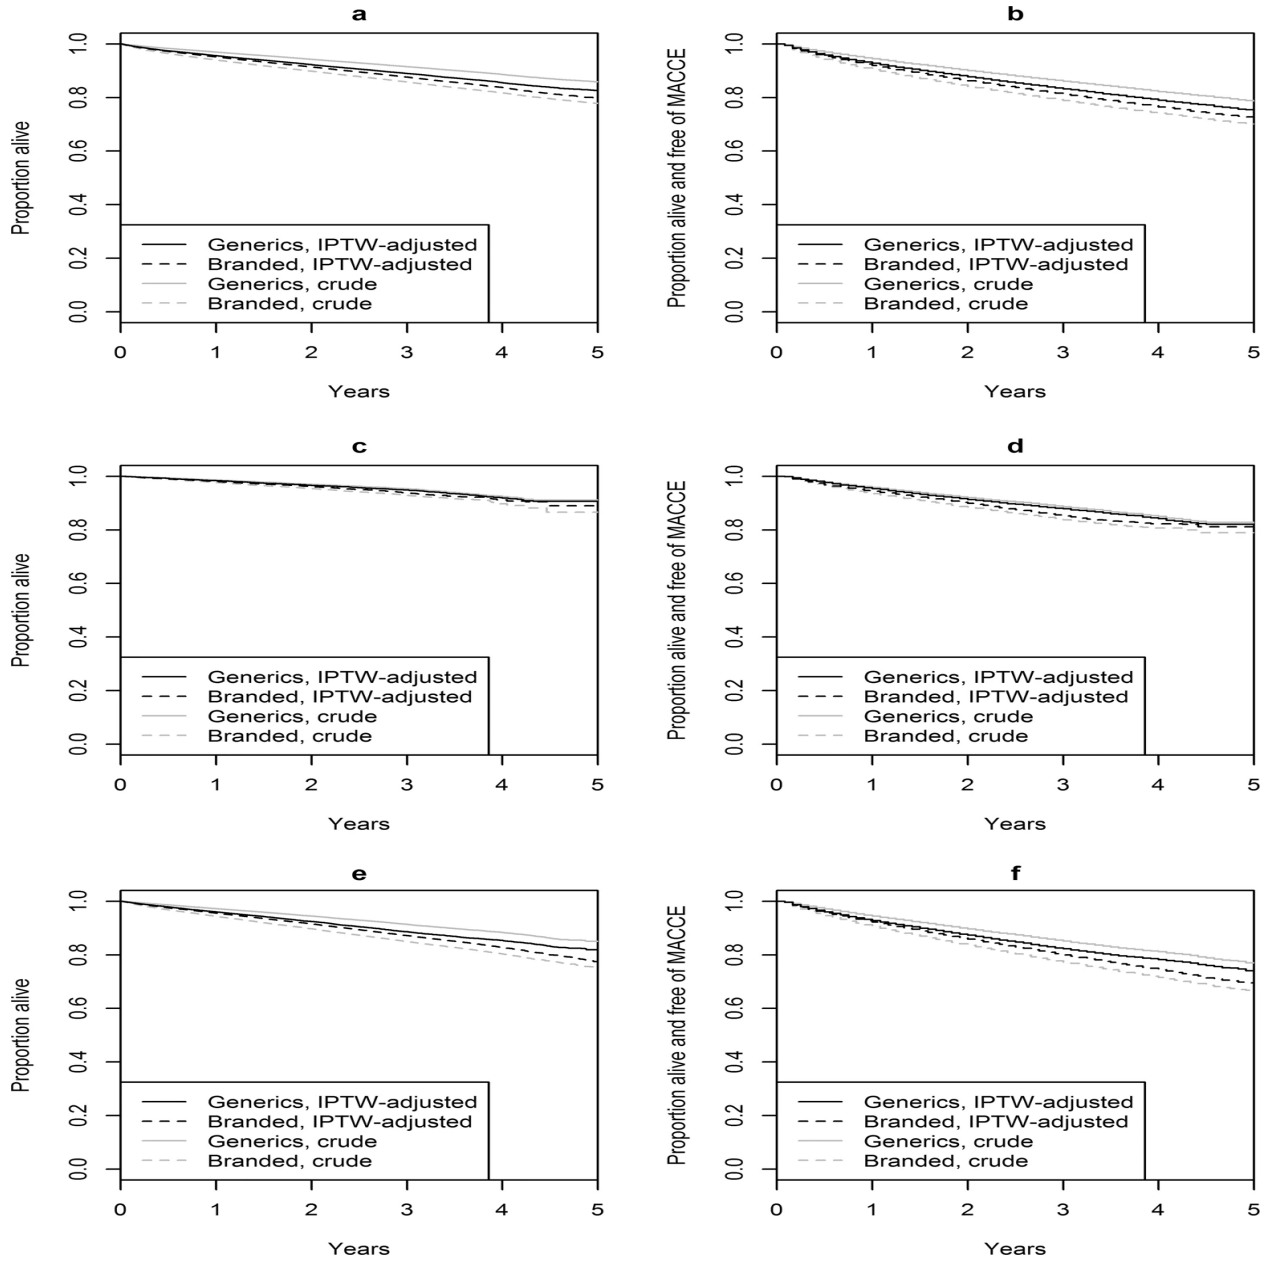 a
Proportion alive
1.0
0.8
0.6
0.4
0.2
0.0
Generics, IPTW-adjusted
Branded, IPTW-adjusted
Generics, crude
Branded, crude
0 1 2 3 4 5
Years
b
Proportion alive and free of MACCE
1.0
0.8
0.6
0.4
0.2
0.0
Generics, IPTW-adjusted
Branded, IPTW-adjusted
Generics, crude
Branded, crude
0 1 2 3 4 5
Years
c
Proportion alive
1.0
0.8
0.6
0.4
0.2
0.0
Generics, IPTW-adjusted
Branded, IPTW-adjusted
Generics, crude
Branded, crude
0 1 2 3 4 5
Years
d
Proportion alive and free of MACCE
1.0
0.8
0.6
0.4
0.2
0.0
Generics, IPTW-adjusted
Branded, IPTW-adjusted
Generics, crude
Branded, crude
0 1 2 3 4 5
Years
e
Proportion alive
1.0
0.8
0.6
0.4
0.2
0.0
Generics, IPTW-adjusted
Branded, IPTW-adjusted
Generics, crude
Branded, crude
0 1 2 3 4 5
Years
f
Proportion alive and free of MACCE
1.0
0.8
0.6
0.4
0.2
0.0
Generics, IPTW-adjusted
Branded, IPTW-adjusted
Generics, crude
Branded, crude
0 1 2 3 4 5
Years